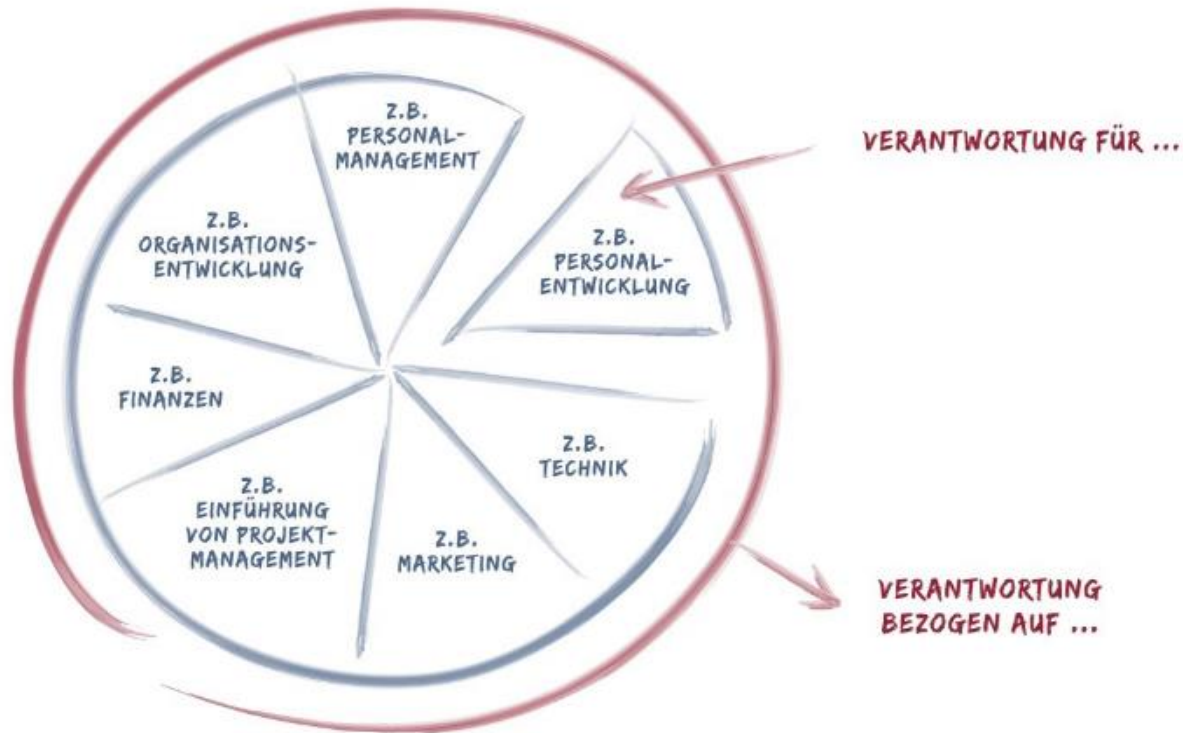 Z.B.
PERSONAL-
MANAGEMENT
VERANTWORTUNG FÜR ...
Z.B.
ORGANISATIONS-
ENTWICKLUNG
Z.B.
PERSONAL-
ENTWICKLUNG
Z.B.
FINANZEN
Z.B.
TECHNIK
Z.B.
EINFÜHRUNG
VON PROJEKT-
MANAGEMENT
Z.B.
MARKETING
VERANTWORTUNG
BEZOGEN AUF ...